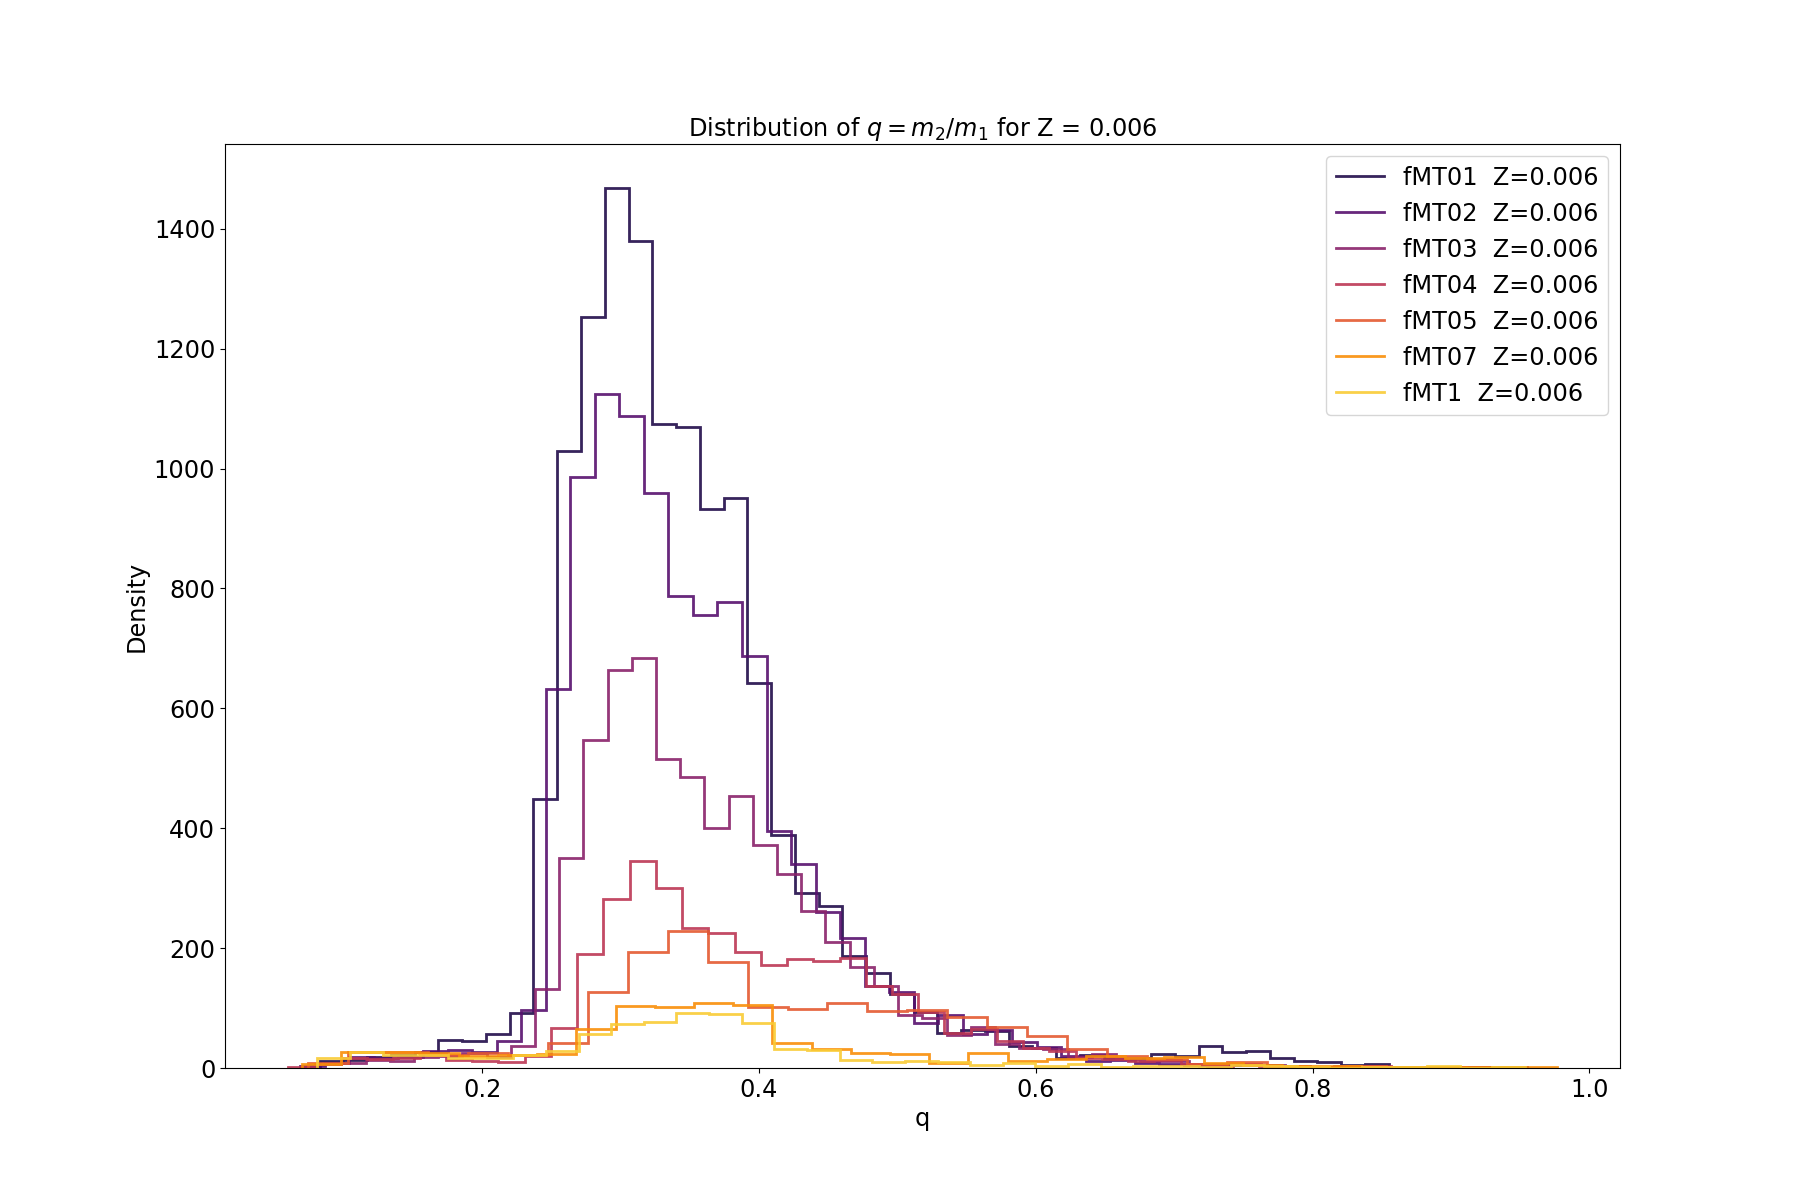 Distribution of q = m₂/m₁ for Z = 0.006
fMT01 Z=0.006
fMT02 Z=0.006
fMT03 Z=0.006
fMT04 Z=0.006
fMT05 Z=0.006
fMT07 Z=0.006
fMT1 Z=0.006
1400
1200
1000
800
600
400
200
0
Density
0.2 0.4 0.6 0.8 1.0
q